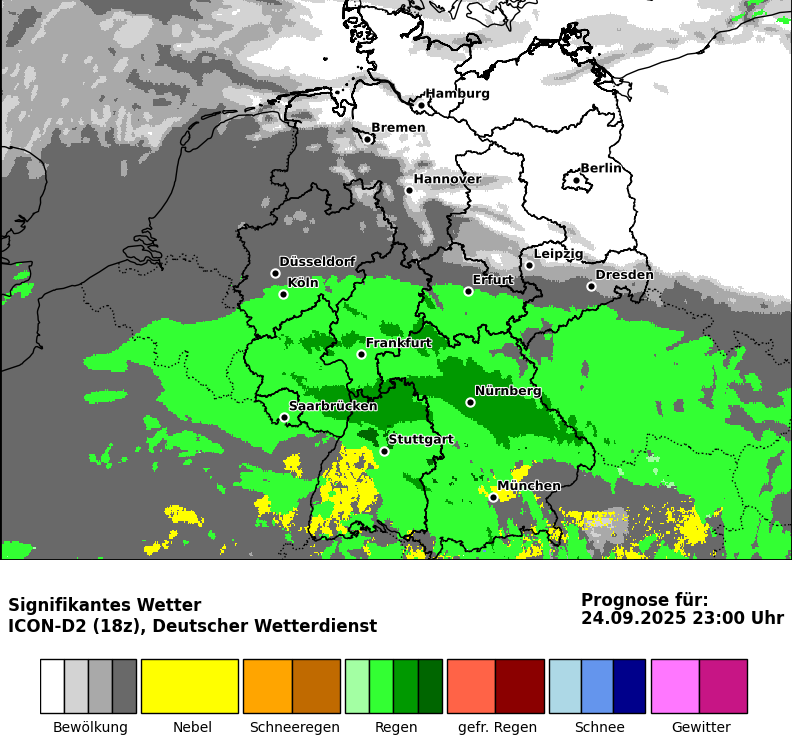 Hamburg
Bremen
Berlin
Hannover
Leipzig
Düsseldorf
Dresden
Köln
Erfurt
Frankfurt
Nürnberg
Saarbrücken
Stuttgart
München
Signifikantes Wetter
ICON-D2 (18z), Deutscher Wetterdienst
Prognose für:
24.09.2025 23:00 Uhr
Bewölkung
Nebel
Schneeregen
Regen
gefr. Regen
Schnee
Gewitter